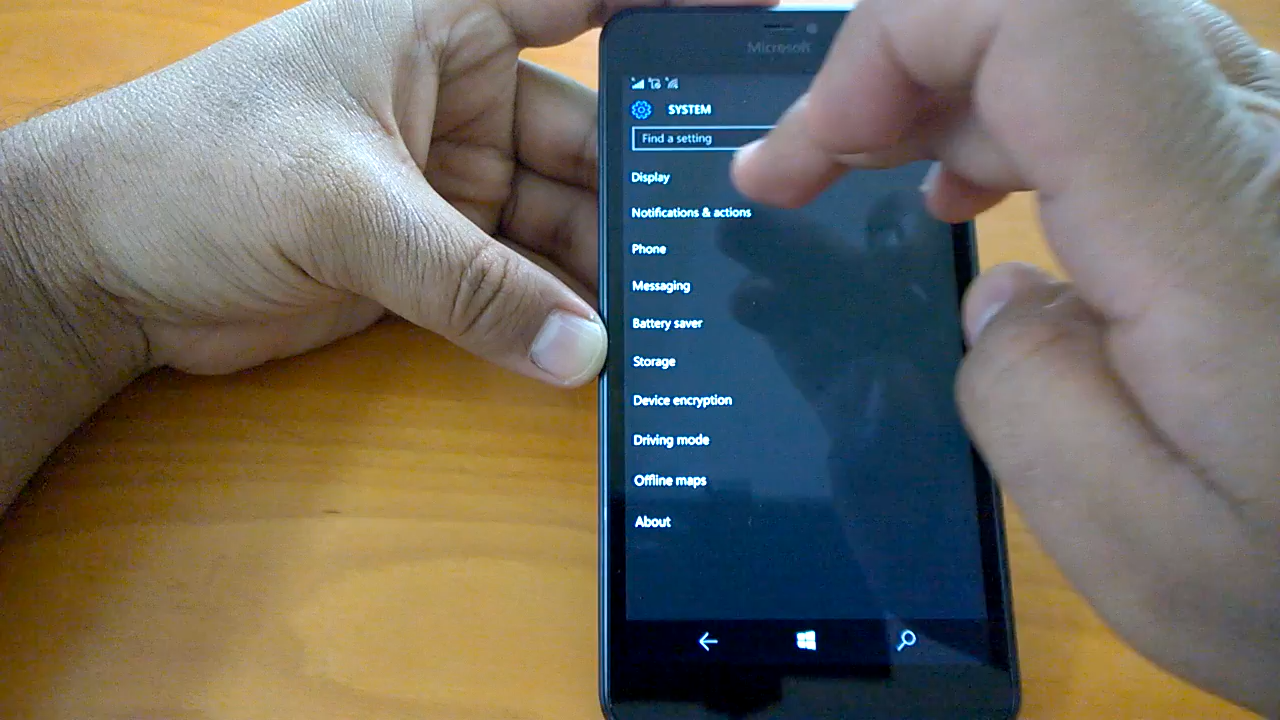 Microsoft
SYSTEM
Find a setting
Display
Notifications & actions
Phone
Messaging
Battery saver
Storage
Device encryption
Driving mode
Offline maps
About